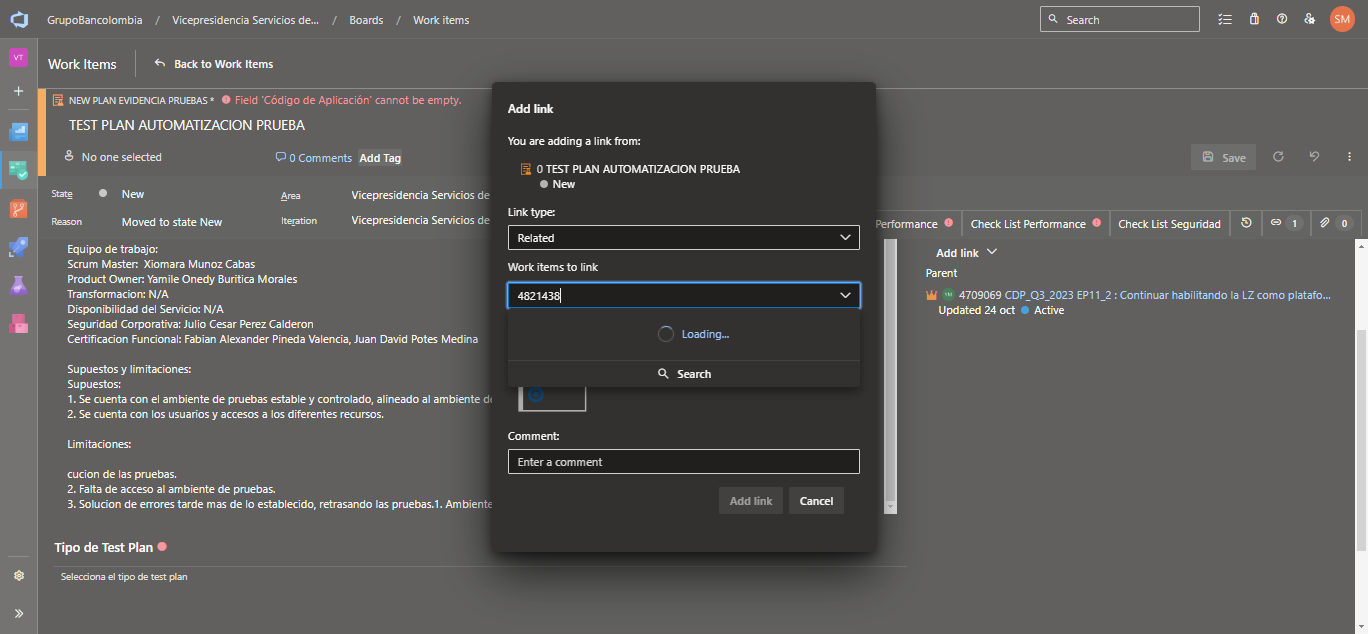 GrupoBancolombia / Vicepresidencia Servicios de... / Boards / Work items
Search
SM
VT
Work Items
Back to Work Items
NEW PLAN EVIDENCIA PRUEBAS * Field 'Código de Aplicación' cannot be empty.
TEST PLAN AUTOMATIZACION PRUEBA
No one selected
0 Comments
Add Tag
Save
State
New
Area
Vicepresidencia Servicios de
Reason
Moved to state New
Iteration
Vicepresidencia Servicios de
Performance
Check List Performance
Check List Seguridad
1
0
Equipo de trabajo:
Scrum Master: Xiomara Munoz Cabas
Product Owner: Yamile Onedy Buritica Morales
Transformacion: N/A
Disponibilidad del Servicio: N/A
Seguridad Corporativa: Julio Cesar Perez Calderon
Certificacion Funcional: Fabian Alexander Pineda Valencia, Juan David Potes Medina
Supuestos y limitaciones:
Supuestos:
1. Se cuenta con el ambiente de pruebas estable y controlado, alineado al ambiente de
2. Se cuenta con los usuarios y accesos a los diferentes recursos.
Limitaciones:
cucion de las pruebas.
2. Falta de acceso al ambiente de pruebas.
3. Solucion de errores tarde mas de lo establecido, retrasando las pruebas.1. Ambiente
Tipo de Test Plan
Selecciona el tipo de test plan
Add link
You are adding a link from:
0 TEST PLAN AUTOMATIZACION PRUEBA
New
Link type:
Related
Work items to link
4821438
Loading...
Search
Comment:
Enter a comment
Add link
Cancel
Add link
Parent
YM 4709069 CDP_Q3_2023 EP11_2 : Continuar habilitando la LZ como platafo...
Updated 24 oct Active